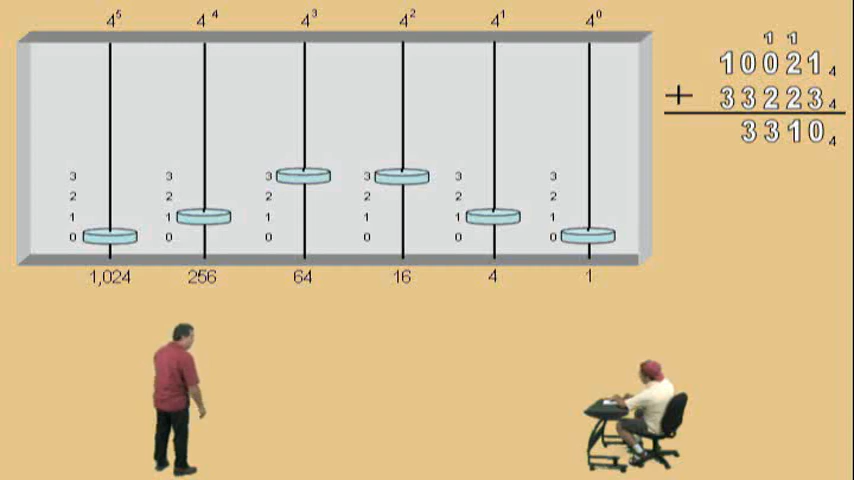 4⁵ 4⁴ 4³ 4² 4¹ 4⁰
3 3 3 3 3 3
2 2 2 2 2 2
1 1 1 1 1 1
0 0 0 0 0 0
1,024 256 64 16 4 1
1 1
10021₄
+ 33223₄
3310₄